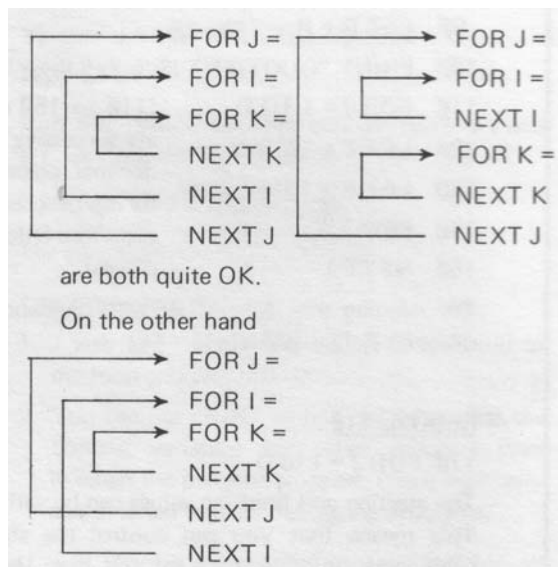 FOR J =
FOR I =
FOR K =
NEXT K
NEXT I
NEXT J
FOR J =
FOR I =
NEXT I
FOR K =
NEXT K
NEXT J
are both quite OK.
On the other hand
FOR J =
FOR I =
FOR K =
NEXT K
NEXT J
NEXT I